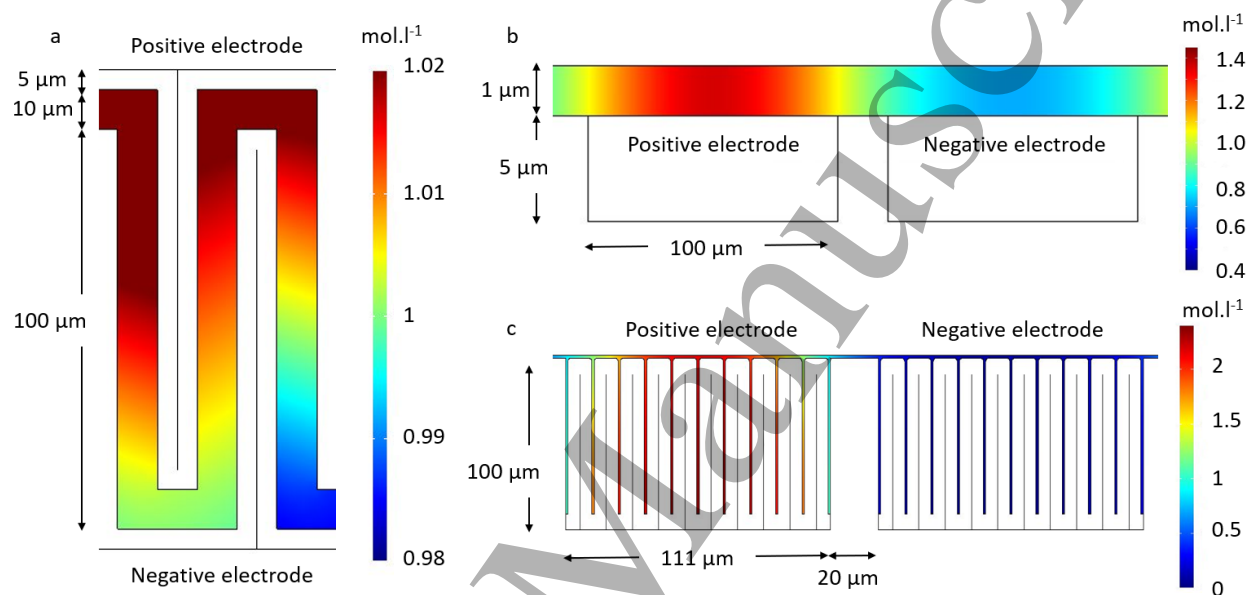 a
Positive electrode
mol.l-1
5 µm
10 µm
100 µm
1.02
1.01
1
0.99
0.98
Negative electrode
b
mol.l-1
1 µm
5 µm
Positive electrode
Negative electrode
100 µm
1.4
1.2
1.0
0.8
0.6
0.4
c
Positive electrode
Negative electrode
mol.l-1
100 µm
111 µm
20 µm
2
1.5
1
0.5
0
Manusc